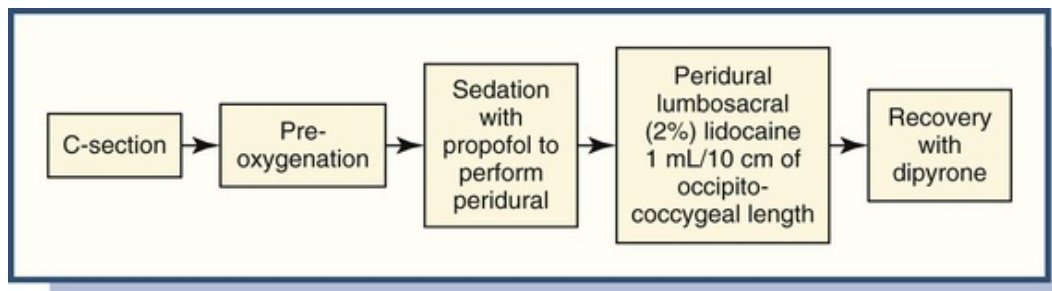 C-section
Pre-
oxygenation
Sedation
with
propofol to
perform
peridural
Peridural
lumbosacral
(2%) lidocaine
1 mL/10 cm of
occipito-
coccygeal length
Recovery
with
dipyrone